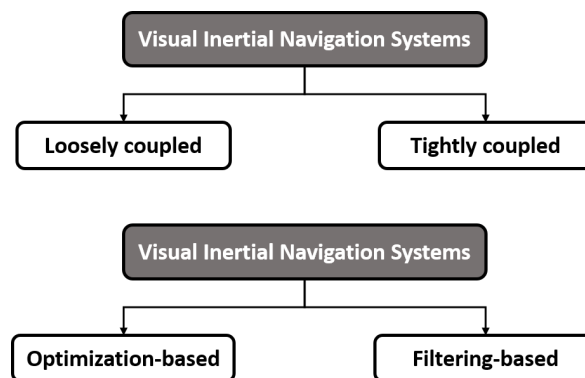 Visual Inertial Navigation Systems
Loosely coupled
Tightly coupled
Visual Inertial Navigation Systems
Optimization-based
Filtering-based